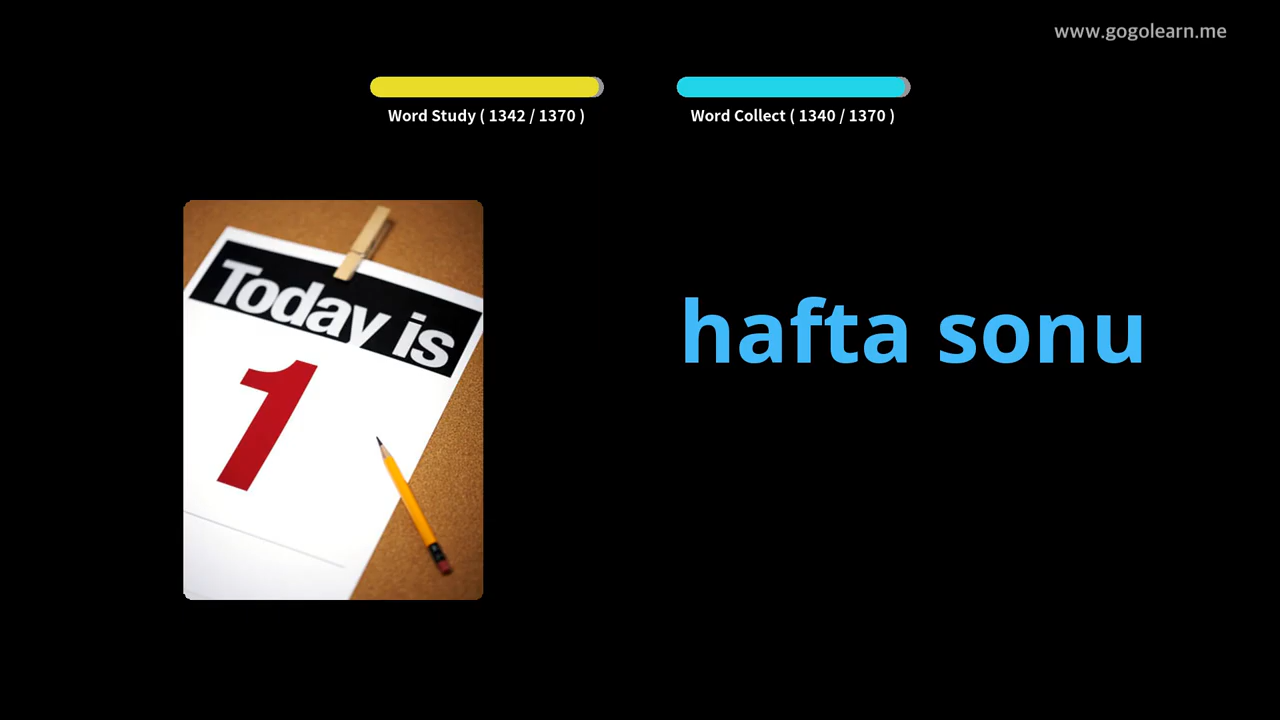 www.gogolearn.me
Word Study ( 1342 / 1370 )
Word Collect ( 1340 / 1370 )
Today is
1
hafta sonu